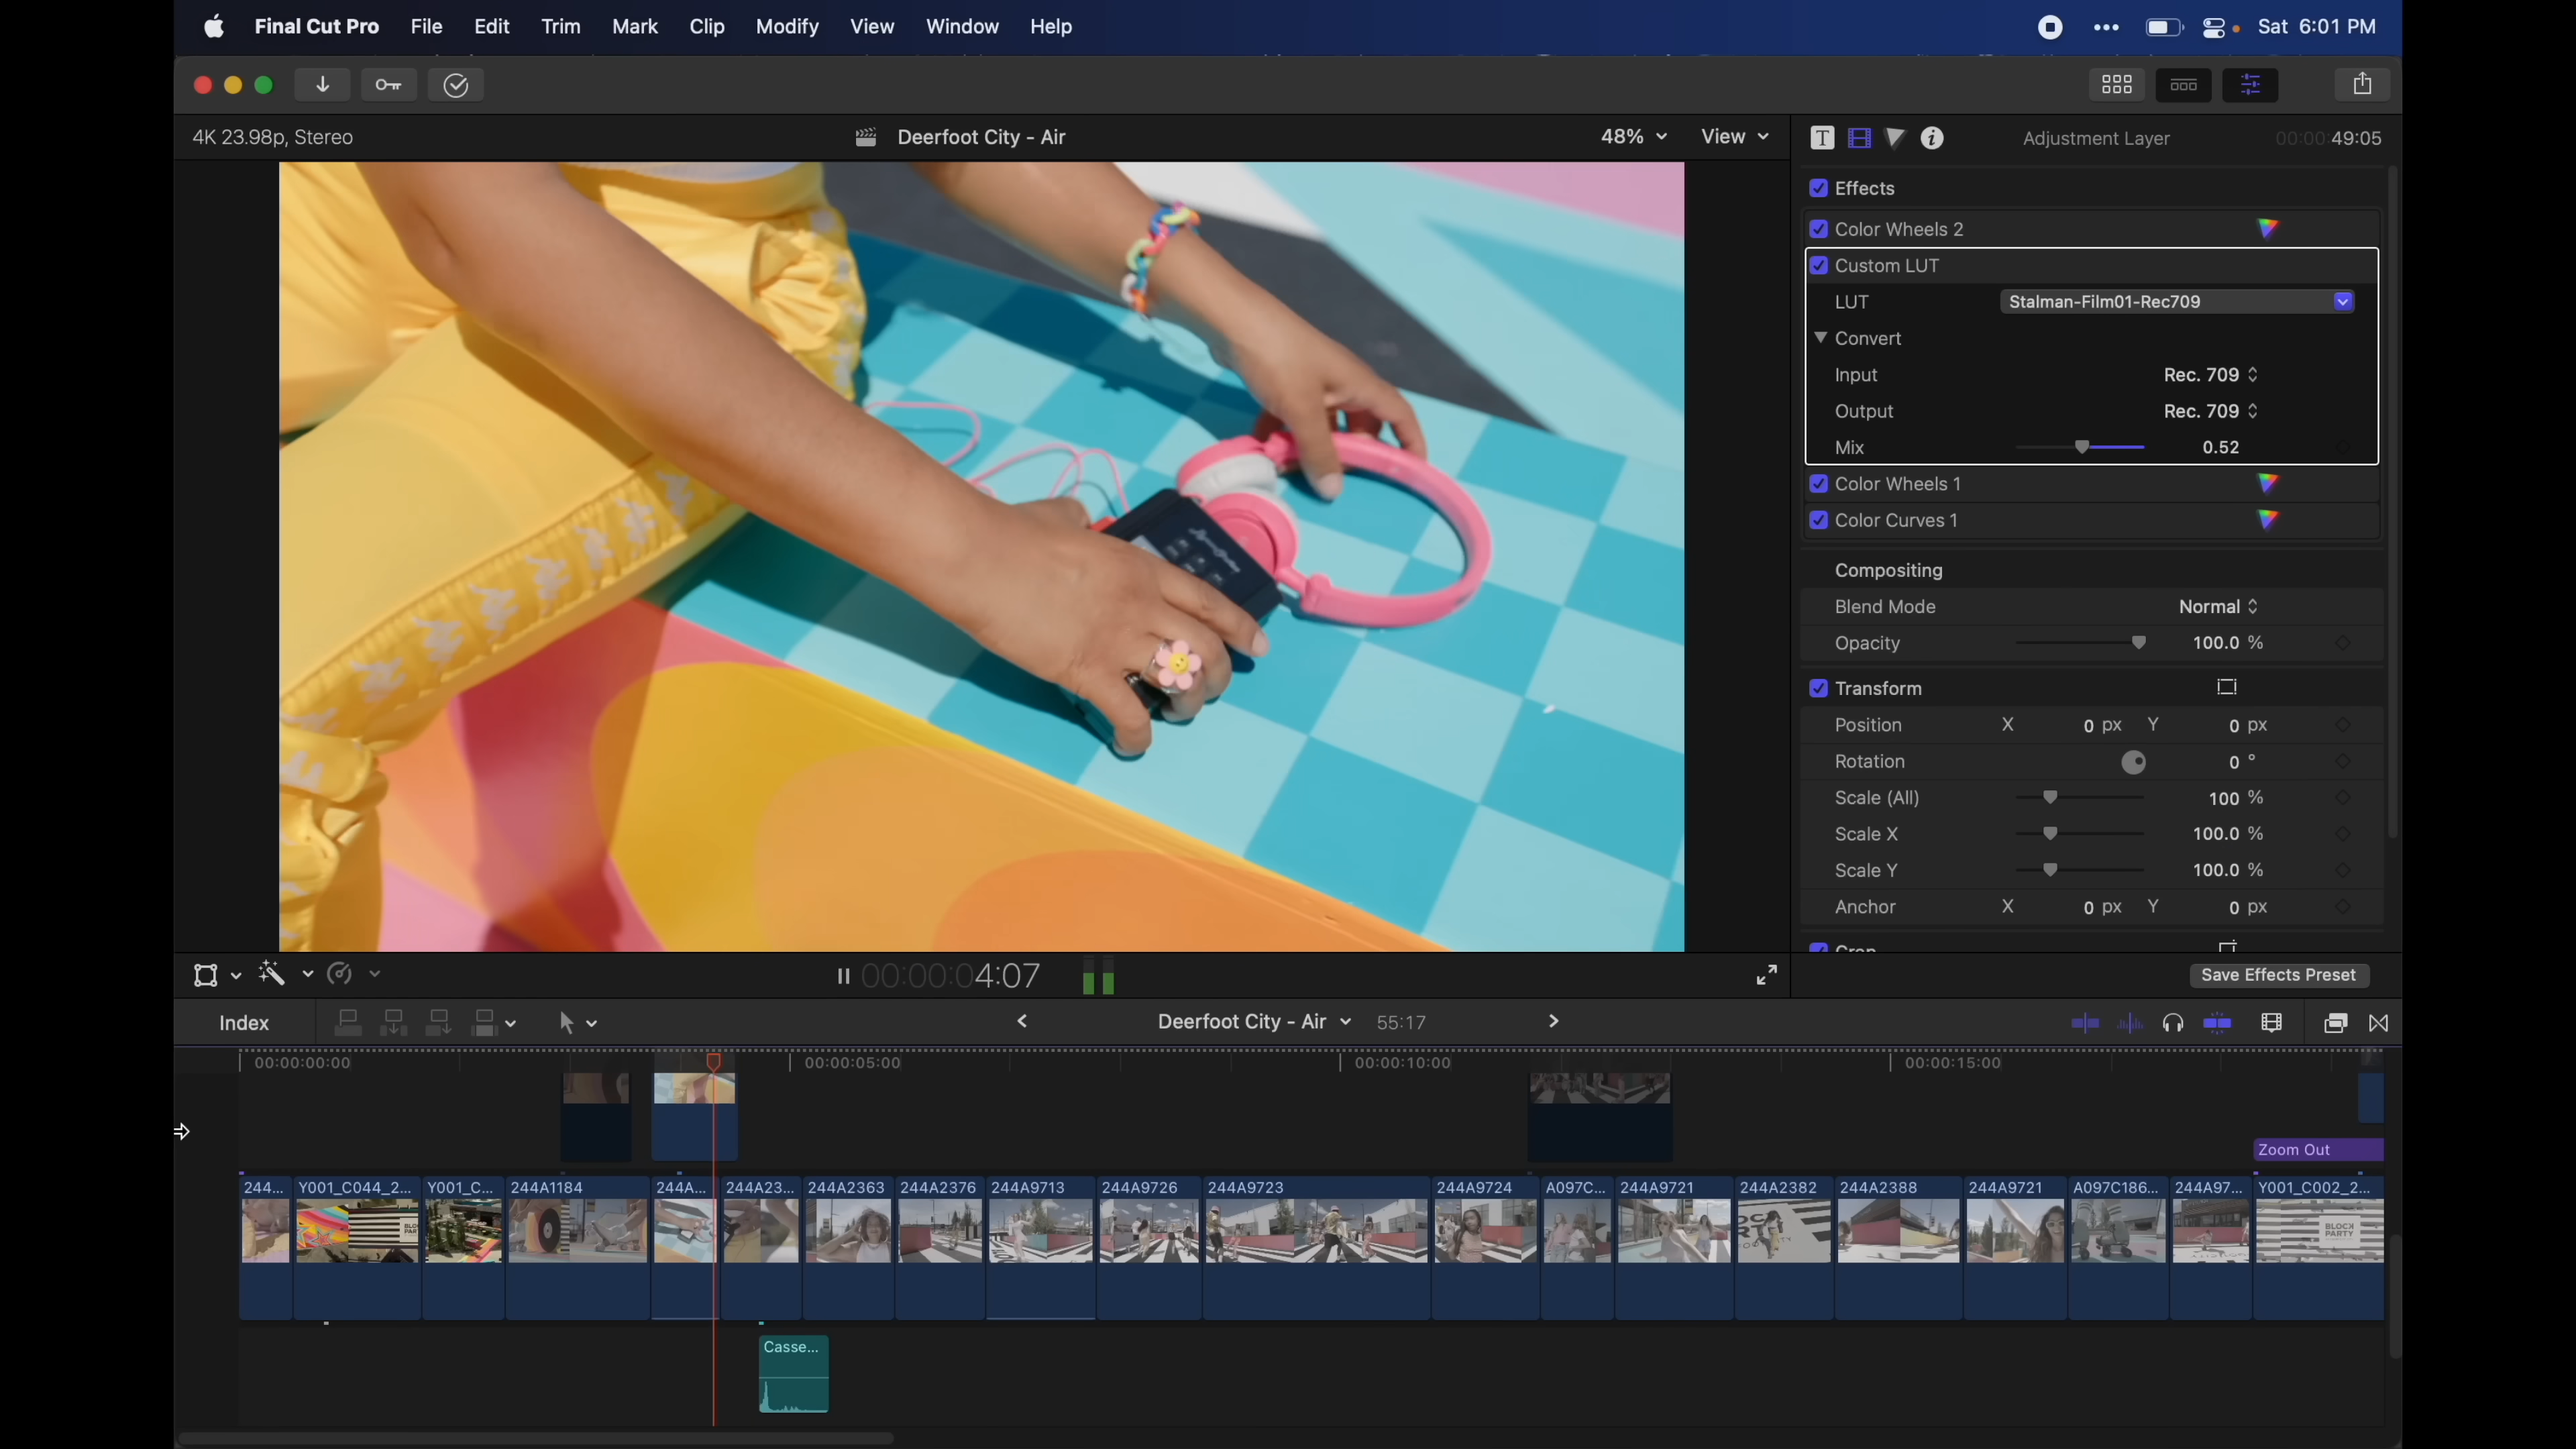 Final Cut Pro File Edit Trim Mark Clip Modify View Window Help Sat 6:01 PM
4K 23.98p, Stereo Deerfoot City - Air 48% View Adjustment Layer 00:00:49:05
Effects
Color Wheels 2
Custom LUT
LUT Stalman-Film01-Rec709
Convert
Input Rec. 709
Output Rec. 709
Mix 0.52
Color Wheels 1
Color Curves 1
Compositing
Blend Mode Normal
Opacity 100.0 %
Transform
Position X 0 px Y 0 px
Rotation 0 °
Scale (All) 100 %
Scale X 100.0 %
Scale Y 100.0 %
Anchor X 0 px Y 0 px
Crop
00:00:04:07 Save Effects Preset
Index Deerfoot City - Air 55:17
00:00:00:00 00:00:05:00 00:00:10:00 00:00:15:00
Zoom Out
244... Y001_C044_2... Y001_C... 244A1184 244A... 244A23... 244A2363 244A2376 244A9713 244A9726 244A9723 244A9724 A097C... 244A9721 244A2382 244A2388 244A9721 A097C186... 244A97... Y001_C002_2...
BLOCK
PARTY
Casse...